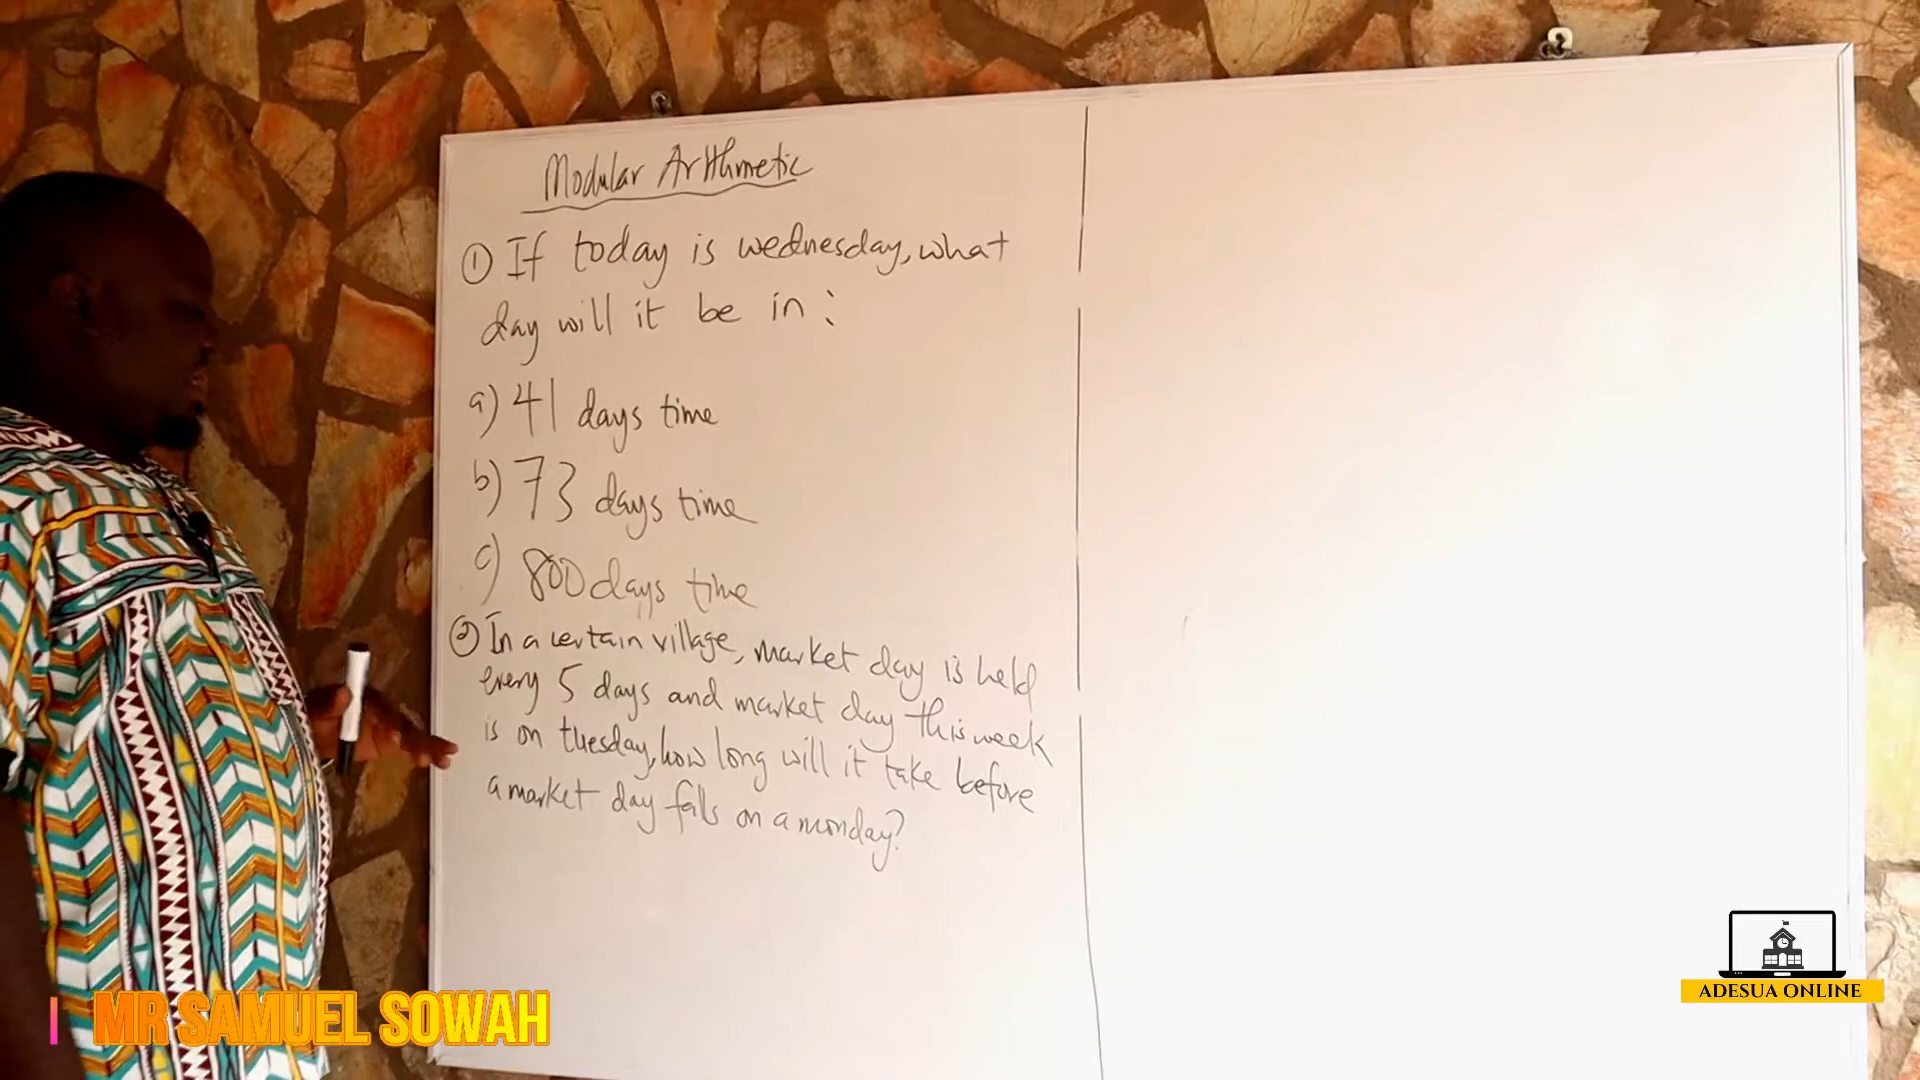 Modular Arithmetic
① If today is wednesday, what
day will it be in :
a) 41 days time
b) 73 days time
c) 800 days time
② In a certain village, market day is held
every 5 days and market day this week
is on tuesday, how long will it take before
a market day falls on a monday?
MR SAMUEL SOWAH
ADESUA ONLINE